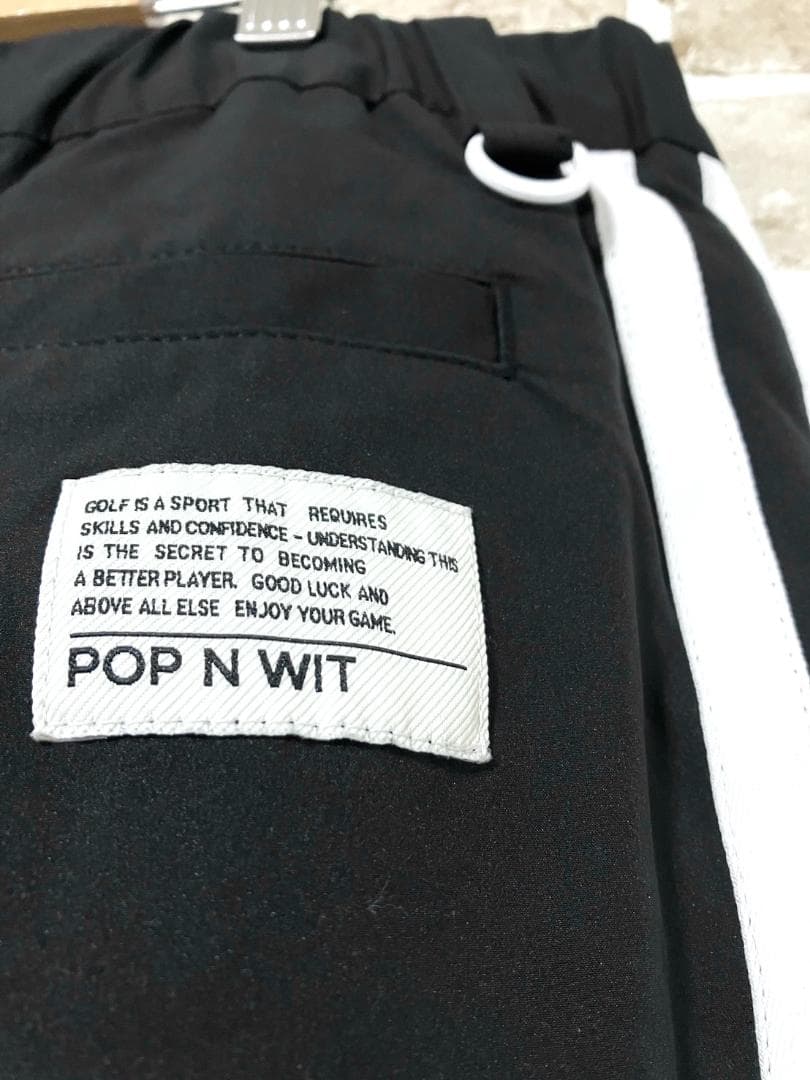 GOLF IS A SPORT THAT REQUIRES
SKILLS AND CONFIDENCE - UNDERSTANDING THIS
IS THE SECRET TO BECOMING
A BETTER PLAYER. GOOD LUCK AND
ABOVE ALL ELSE ENJOY YOUR GAME.
POP N WIT